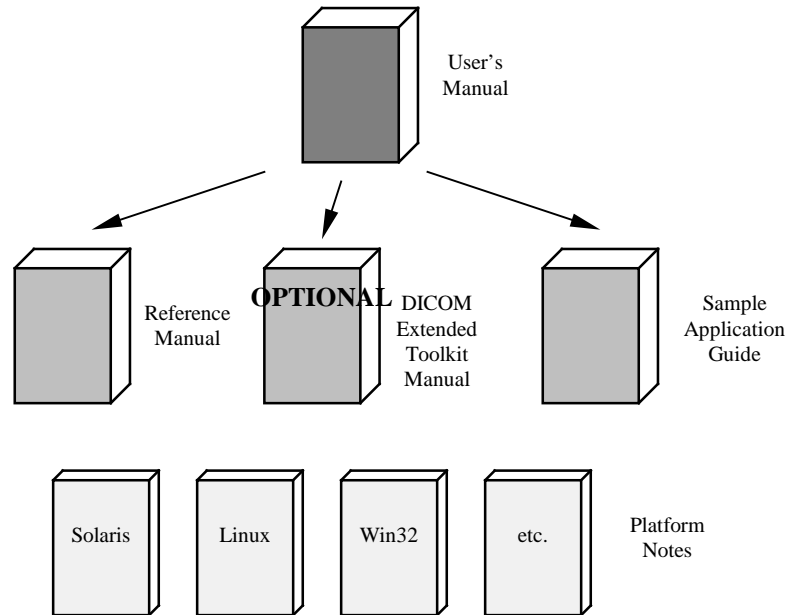 User's
Manual
Reference
Manual
OPTIONAL
DICOM
Extended
Toolkit
Manual
Sample
Application
Guide
Solaris
Linux
Win32
etc.
Platform
Notes